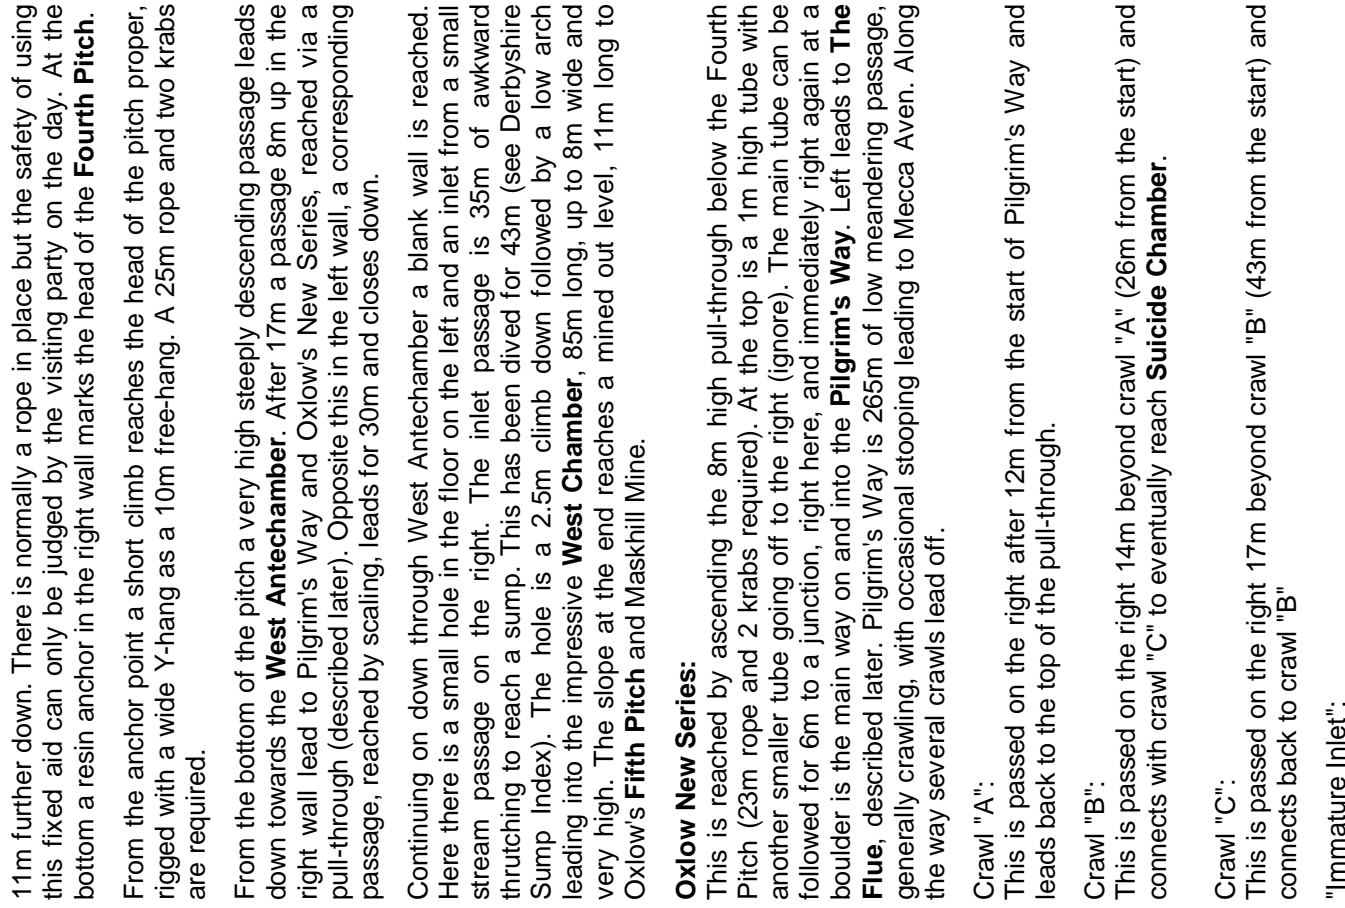 11m further down. There is normally a rope in place but the safety of using
this fixed aid can only be judged by the visiting party on the day. At the
bottom a resin anchor in the right wall marks the head of the Fourth Pitch.
From the anchor point a short climb reaches the head of the pitch proper,
rigged with a wide Y-hang as a 10m free-hang. A 25m rope and two krabs
are required.
From the bottom of the pitch a very high steeply descending passage leads
down towards the West Antechamber. After 17m a passage 8m up in the
right wall lead to Pilgrim's Way and Oxlow's New Series, reached via a
pull-through (described later). Opposite this in the left wall, a corresponding
passage, reached by scaling, leads for 30m and closes down.
Continuing on down through West Antechamber a blank wall is reached.
Here there is a small hole in the floor on the left and an inlet from a small
stream passage on the right. The inlet passage is 35m of awkward
thrutching to reach a sump. This has been dived for 43m (see Derbyshire
Sump Index). The hole is a 2.5m climb down followed by a low arch
leading into the impressive West Chamber, 85m long, up to 8m wide and
very high. The slope at the end reaches a mined out level, 11m long to
Oxlow's Fifth Pitch and Maskhill Mine.
Oxlow New Series:
This is reached by ascending the 8m high pull-through below the Fourth
Pitch (23m rope and 2 krabs required). At the top is a 1m high tube with
another smaller tube going off to the right (ignore). The main tube can be
followed for 6m to a junction, right here, and immediately right again at a
boulder is the main way on and into the Pilgrim's Way. Left leads to The
Flue, described later. Pilgrim's Way is 265m of low meandering passage,
generally crawling, with occasional stooping leading to Mecca Aven. Along
the way several crawls lead off.
Crawl "A":
This is passed on the right after 12m from the start of Pilgrim's Way and
leads back to the top of the pull-through.
Crawl "B":
This is passed on the right 14m beyond crawl "A" (26m from the start) and
connects with crawl "C" to eventually reach Suicide Chamber.
Crawl "C":
This is passed on the right 17m beyond crawl "B" (43m from the start) and
connects back to crawl "B"
"Immature Inlet":